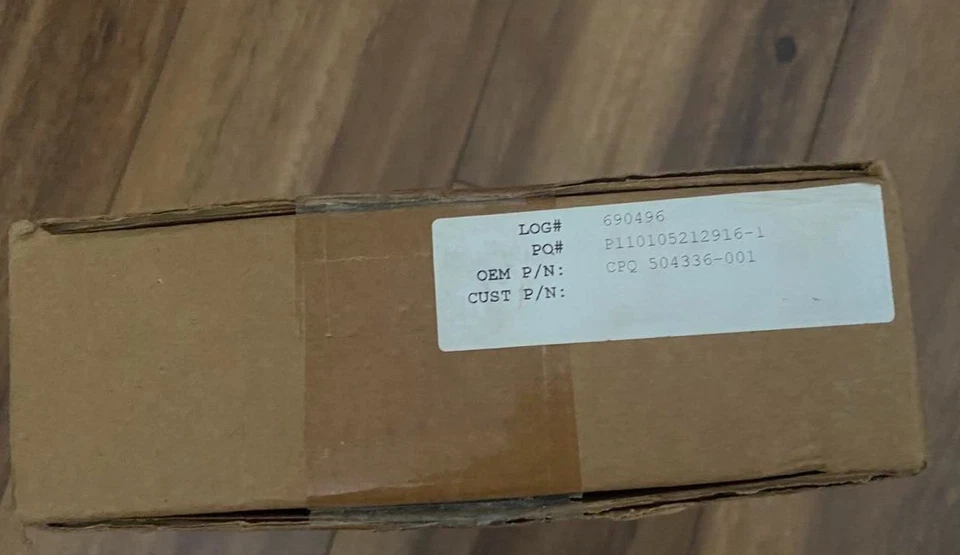 LOG# 690496
PO# P110105212916-1
OEM P/N: CPQ 504336-001
CUST P/N: